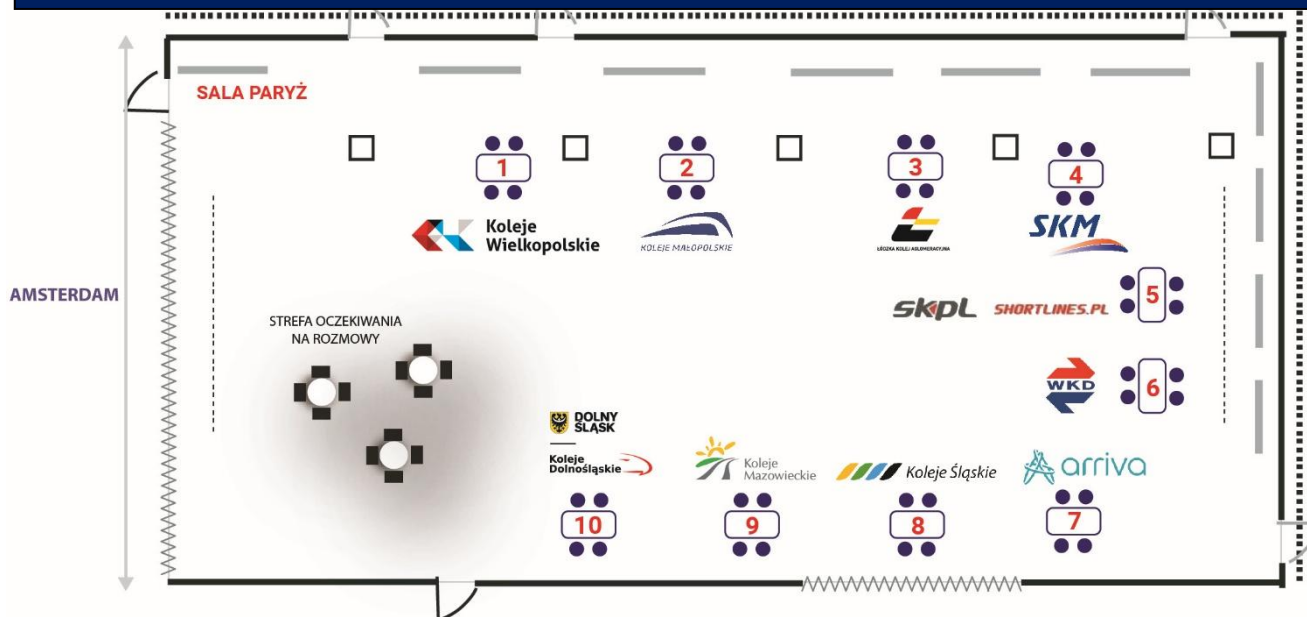 SALA PARYŻ
1
2
3
4
Koleje
Wielkopolskie
KOLEJE MAŁOPOLSKIE
ŁÓDZKA KOLEJ AGLOMERACYJNA
SKM
AMSTERDAM
SKPL
SHORTLINES.PL
5
STREFA OCZEKIWANIA
NA ROZMOWY
WKD
6
DOLNY
ŚLĄSK
Koleje
Dolnośląskie
Koleje
Mazowieckie
Koleje Śląskie
arriva
10
9
8
7